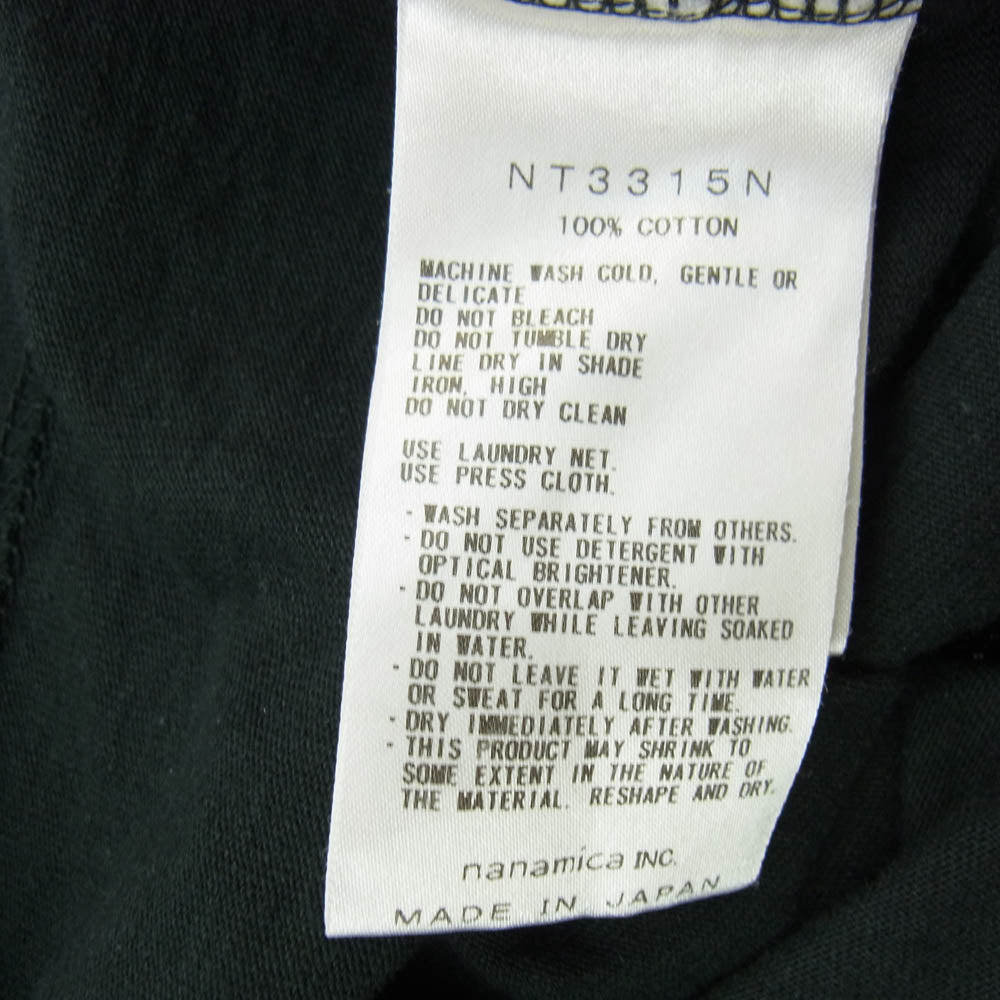 NT3315N
100% COTTON
MACHINE WASH COLD, GENTLE OR
DELICATE
DO NOT BLEACH
DO NOT TUMBLE DRY
LINE DRY IN SHADE
IRON, HIGH
DO NOT DRY CLEAN
USE LAUNDRY NET.
USE PRESS CLOTH.
- WASH SEPARATELY FROM OTHERS.
- DO NOT USE DETERGENT WITH
OPTICAL BRIGHTENER.
- DO NOT OVERLAP WITH OTHER
LAUNDRY WHILE LEAVING SOAKED
IN WATER.
- DO NOT LEAVE IT WET WITH WATER
OR SWEAT FOR A LONG TIME.
- DRY IMMEDIATELY AFTER WASHING.
- THIS PRODUCT MAY SHRINK TO
SOME EXTENT IN THE NATURE OF
THE MATERIAL. RESHAPE AND DRY.
nanamica INC.
MADE IN JAPAN